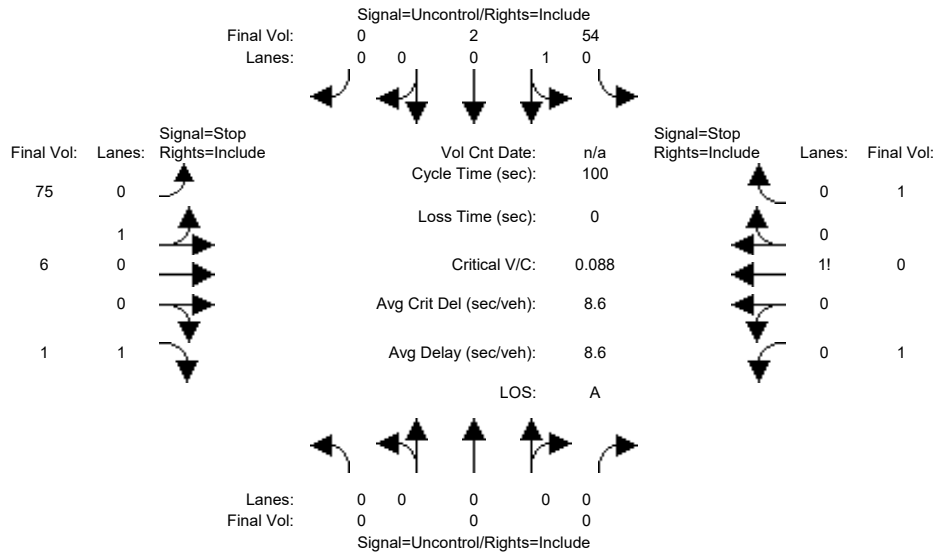 Signal=Uncontrol/Rights=Include
Final Vol: 0 2 54
Lanes: 0 0 0 1 0
Signal=Stop Signal=Stop
Final Vol: Lanes: Rights=Include Vol Cnt Date: n/a Rights=Include Lanes: Final Vol:
Cycle Time (sec): 100
75 0 0 1
Loss Time (sec): 0
1 0
6 0 Critical V/C: 0.088 1! 0
0 Avg Crit Del (sec/veh): 8.6 0
1 1 Avg Delay (sec/veh): 8.6 0 1
LOS: A
Lanes: 0 0 0 0 0
Final Vol: 0 0 0
Signal=Uncontrol/Rights=Include